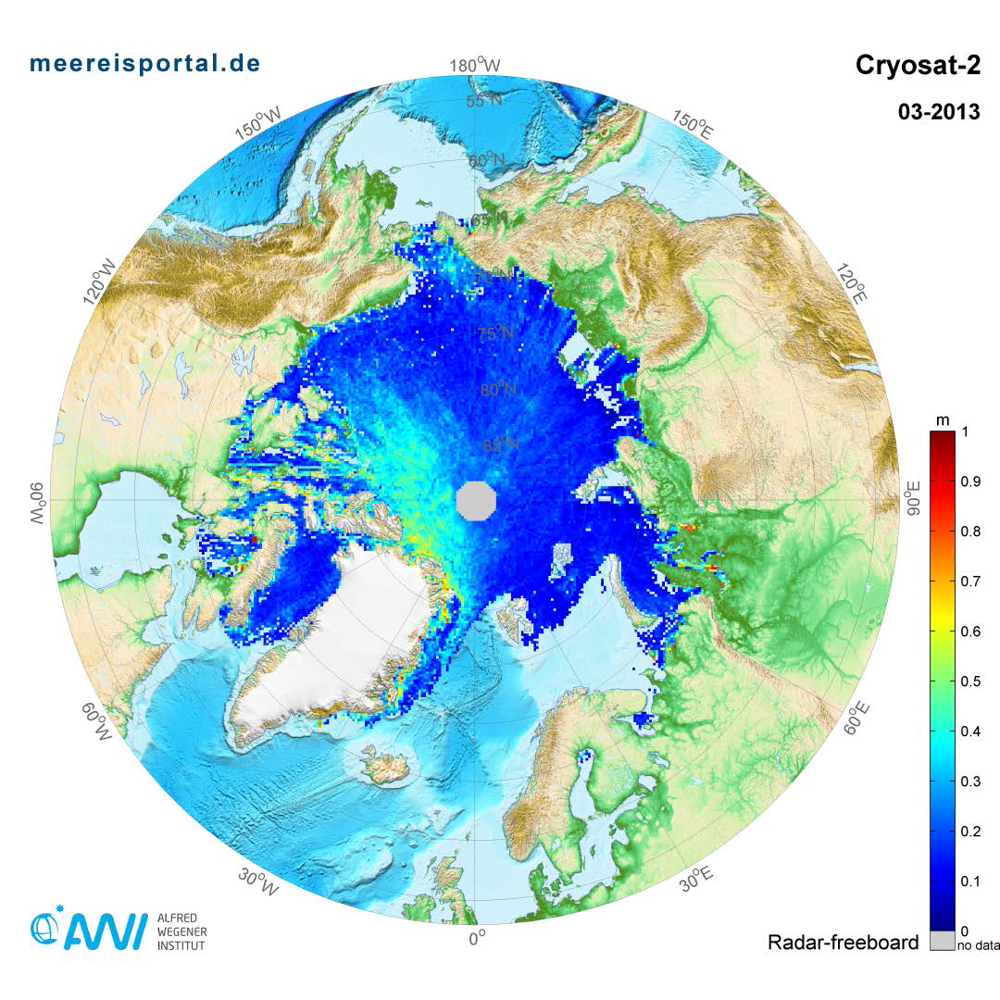 meereisportal.de
Cryosat-2
03-2013
180°W
55°N
150°W
150°E
60°N
65°N
120°W
70°N
120°E
75°N
80°N
85°N
90°W
90°E
m
1
0.9
0.8
0.7
0.6
0.5
0.4
0.3
0.2
0.1
0
no data
60°W
60°E
30°W
30°E
0°
AWI
ALFRED
WEGENER
INSTITUT
Radar-freeboard